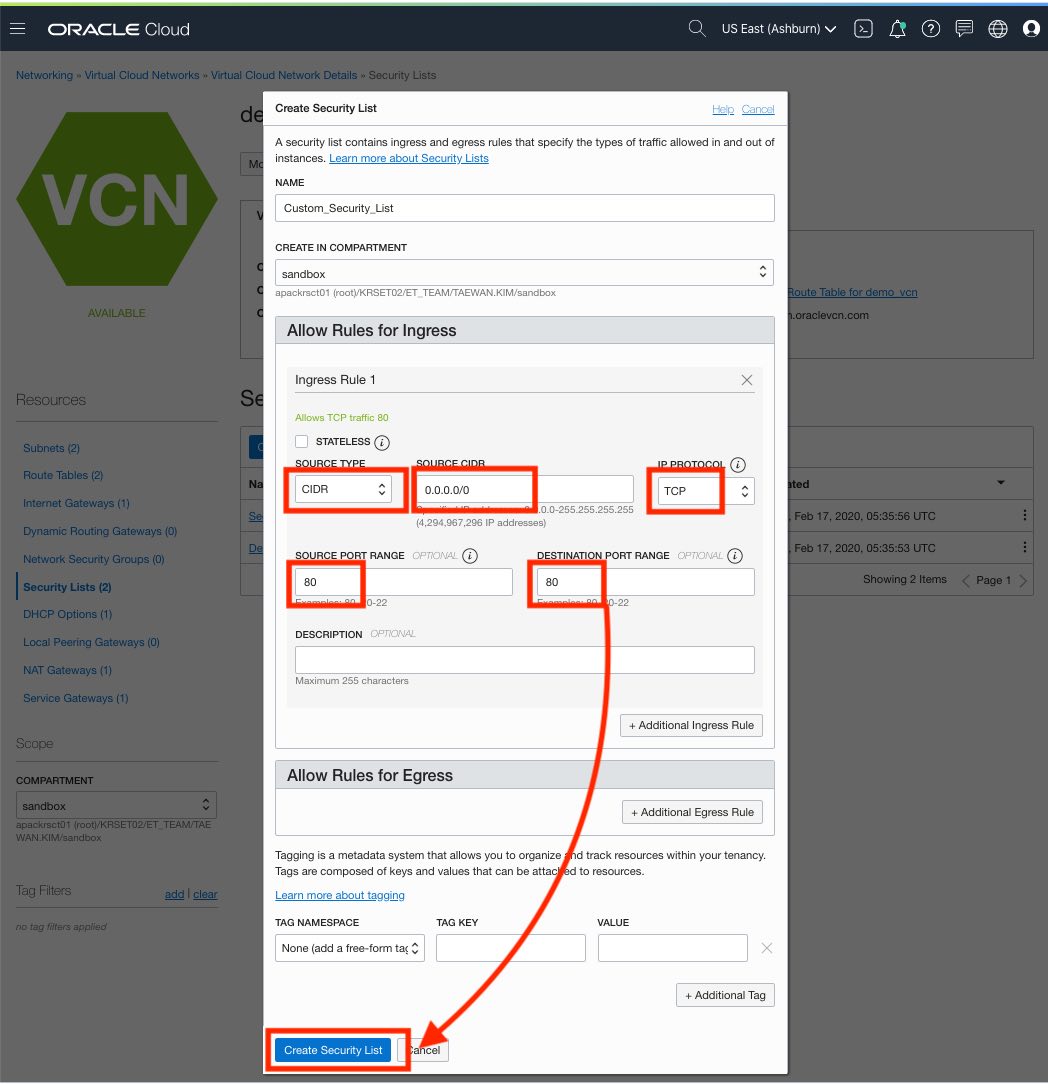 ORACLE Cloud
US East (Ashburn)
Networking » Virtual Cloud Networks » Virtual Cloud Network Details » Security Lists
VCN
AVAILABLE
Route Table for demo_vcn
oraclevcn.com
Resources
Subnets (2)
Route Tables (2)
Internet Gateways (1)
Dynamic Routing Gateways (0)
Network Security Groups (0)
Security Lists (2)
DHCP Options (1)
Local Peering Gateways (0)
NAT Gateways (1)
Service Gateways (1)
Scope
COMPARTMENT
sandbox
apackrsct01 (root)/KRSET02/ET_TEAM/TAE
WAN.KIM/sandbox
Tag Filters
add | clear
no tag filters applied
, Feb 17, 2020, 05:35:56 UTC
, Feb 17, 2020, 05:35:53 UTC
Showing 2 Items
Page 1
Create Security List
Help Cancel
A security list contains ingress and egress rules that specify the types of traffic allowed in and out of
instances. Learn more about Security Lists
NAME
Custom_Security_List
CREATE IN COMPARTMENT
sandbox
apackrsct01 (root)/KRSET02/ET_TEAM/TAEWAN.KIM/sandbox
Allow Rules for Ingress
Ingress Rule 1
Allows TCP traffic 80
STATELESS
SOURCE TYPE SOURCE CIDR IP PROTOCOL
CIDR 0.0.0.0/0 TCP
.0.0-255.255.255.255
(4,294,967,296 IP addresses)
SOURCE PORT RANGE OPTIONAL DESTINATION PORT RANGE OPTIONAL
80 80
Examples: 80, 20-22 Examples: 80, 20-22
DESCRIPTION OPTIONAL
Maximum 255 characters
+ Additional Ingress Rule
Allow Rules for Egress
+ Additional Egress Rule
Tagging is a metadata system that allows you to organize and track resources within your tenancy.
Tags are composed of keys and values that can be attached to resources.
Learn more about tagging
TAG NAMESPACE TAG KEY VALUE
None (add a free-form tag
+ Additional Tag
Create Security List Cancel